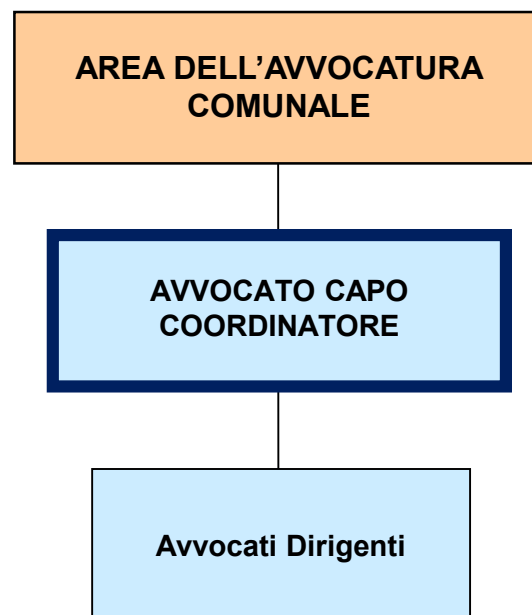 AREA DELL’AVVOCATURA
COMUNALE
AVVOCATO CAPO
COORDINATORE
Avvocati Dirigenti